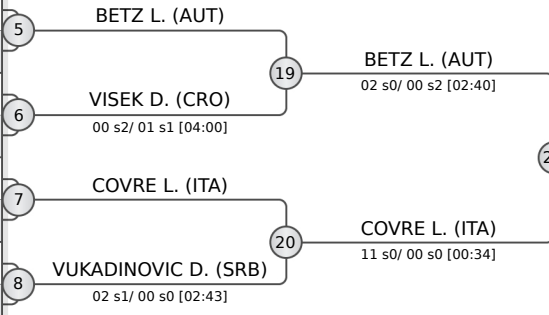 BETZ L. (AUT)
5
19
BETZ L. (AUT)
02 s0/ 00 s2 [02:40]
VISEK D. (CRO)
6
00 s2/ 01 s1 [04:00]
COVRE L. (ITA)
7
20
COVRE L. (ITA)
11 s0/ 00 s0 [00:34]
VUKADINOVIC D. (SRB)
8
02 s1/ 00 s0 [02:43]